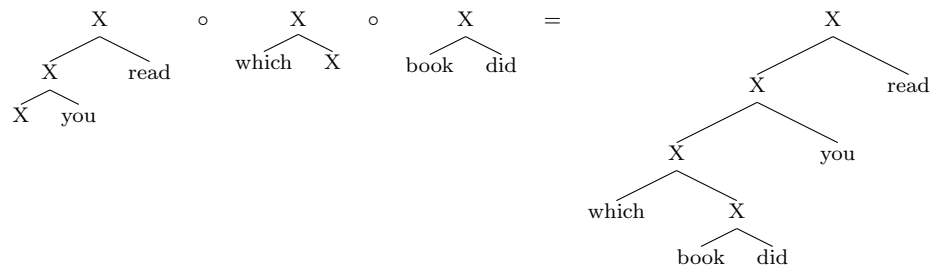 X ∘ X ∘ X = X
which X book did
X read
X you
X read
X you
which X
book did